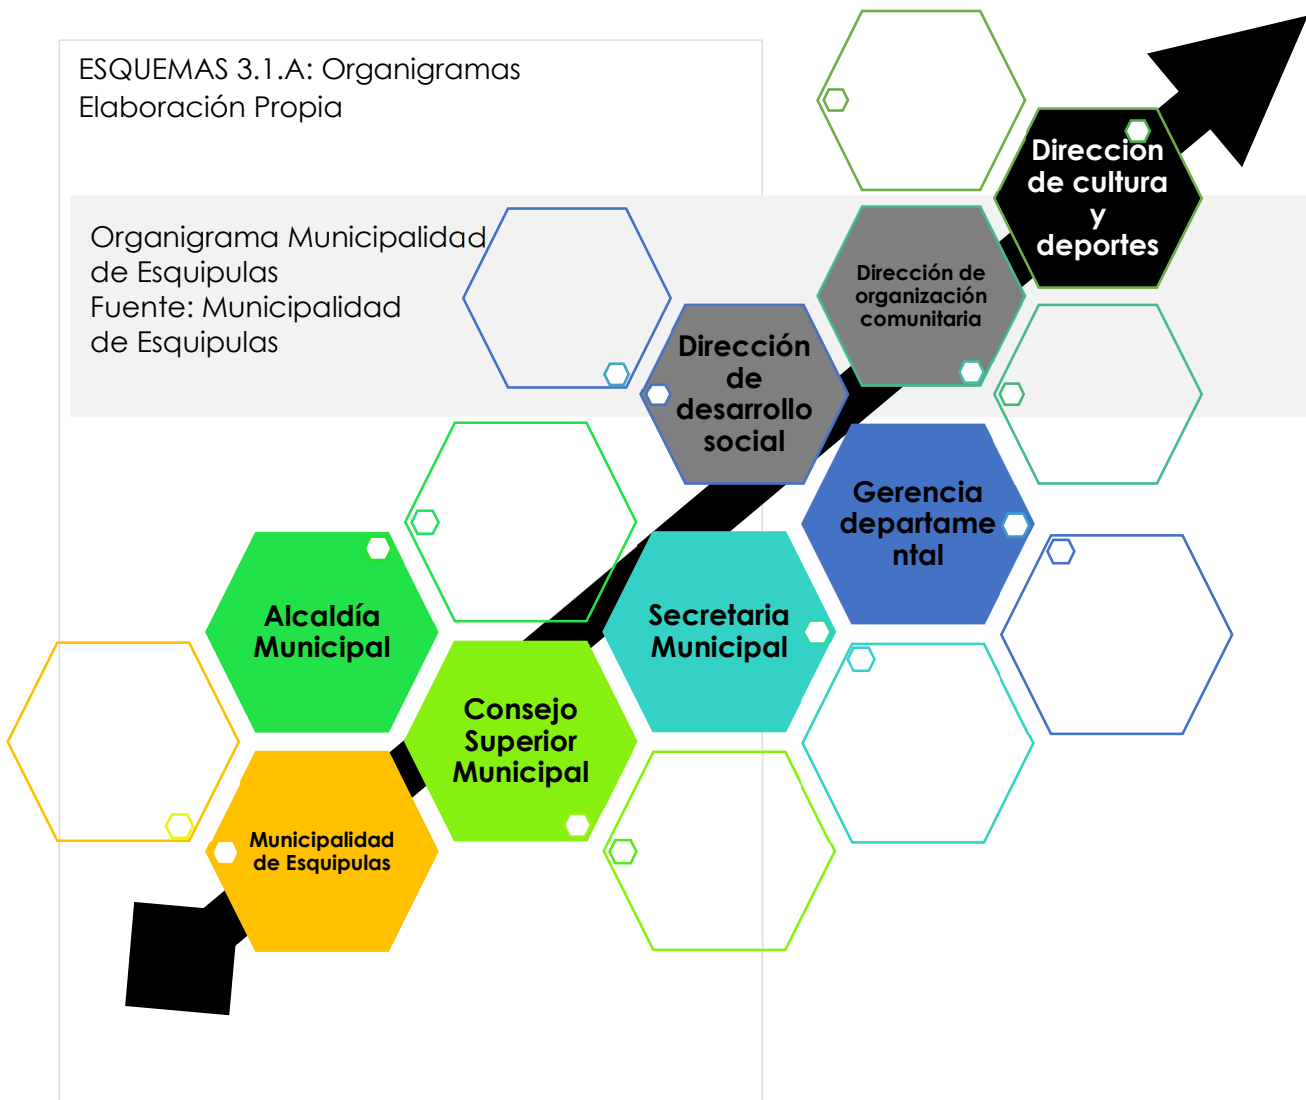 ESQUEMAS 3.1.A: Organigramas
Elaboración Propia
Organigrama Municipalidad
de Esquipulas
Fuente: Municipalidad
de Esquipulas
Dirección
de cultura
y
deportes
Dirección de
organización
comunitaria
Dirección
de
desarrollo
social
Gerencia
departame
ntal
Alcaldía
Municipal
Secretaria
Municipal
Consejo
Superior
Municipal
Municipalidad
de Esquipulas